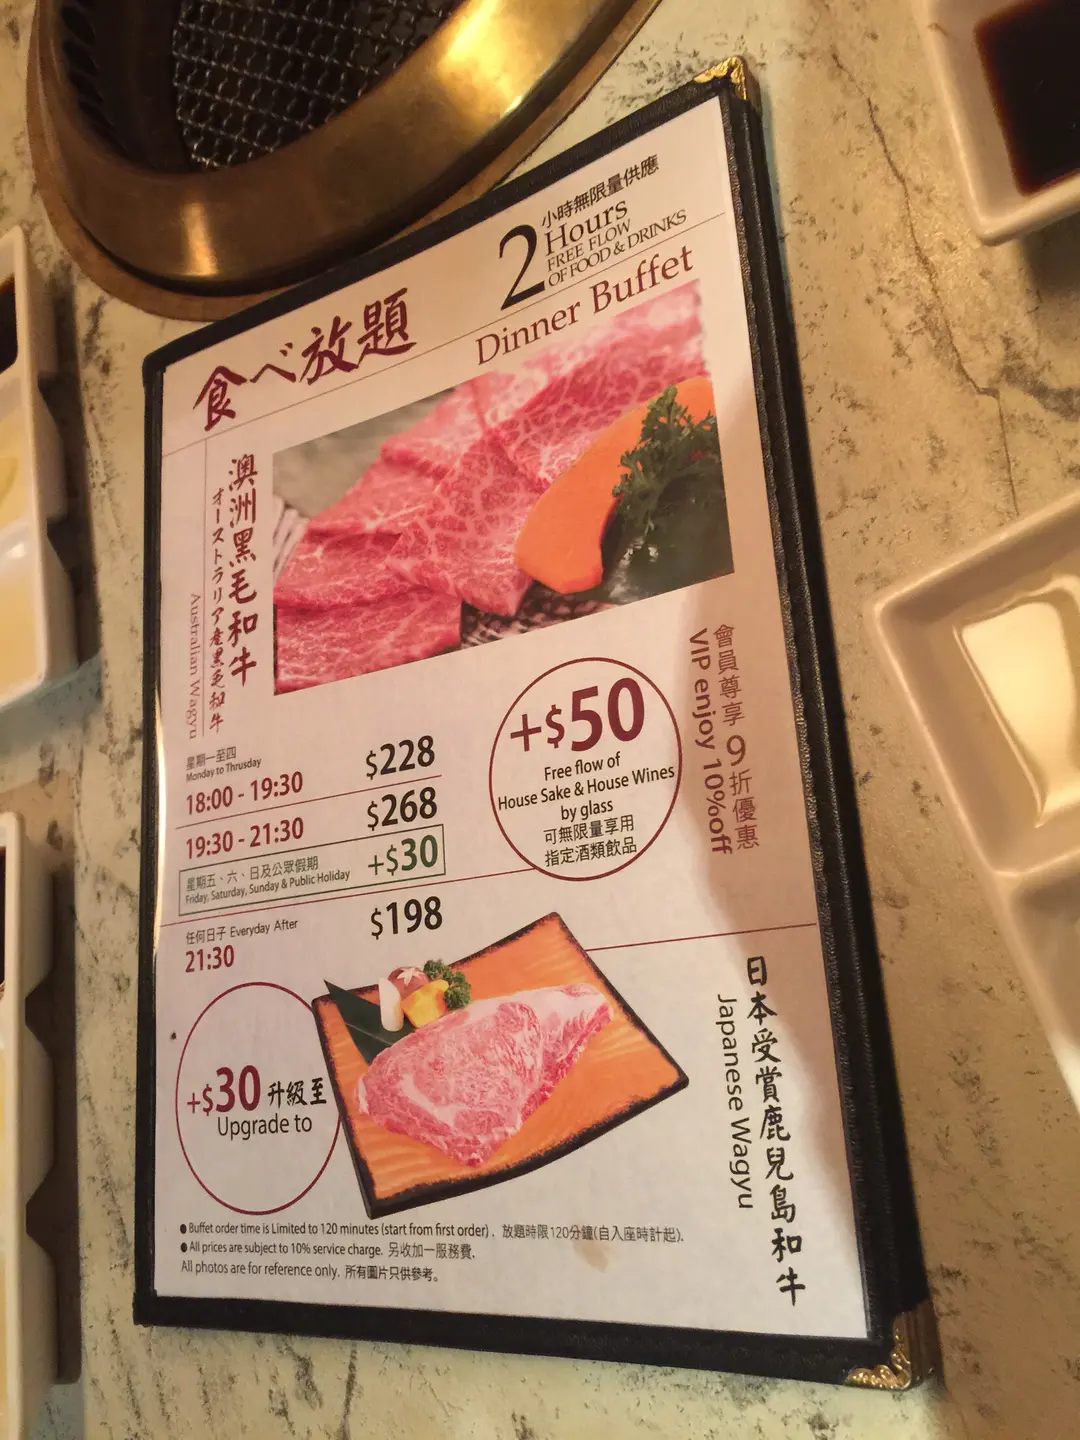 2
小時無限量供應
Hours
FREE FLOW
OF FOOD & DRINKS
食べ放題
Dinner Buffet
澳洲黑毛和牛
オーストラリア産黒毛和牛
Australian Wagyu
星期一至四
Monday to Thrusday
18:00 - 19:30 $228
19:30 - 21:30 $268
星期五、六、日及公眾假期
Friday, Saturday, Sunday & Public Holiday +$30
任何日子 Everyday After
21:30 $198
+$50
Free flow of
House Sake & House Wines
by glass
可無限量享用
指定酒類飲品
會員尊享9折優惠
VIP enjoy 10%off
+$30 升級至
Upgrade to
日本受賞鹿兒島和牛
Japanese Wagyu
● Buffet order time is Limited to 120 minutes (start from first order) . 放題時限120分鐘(自入座時計起).
● All prices are subject to 10% service charge. 另收加一服務費.
All photos are for reference only. 所有圖片只供參考。